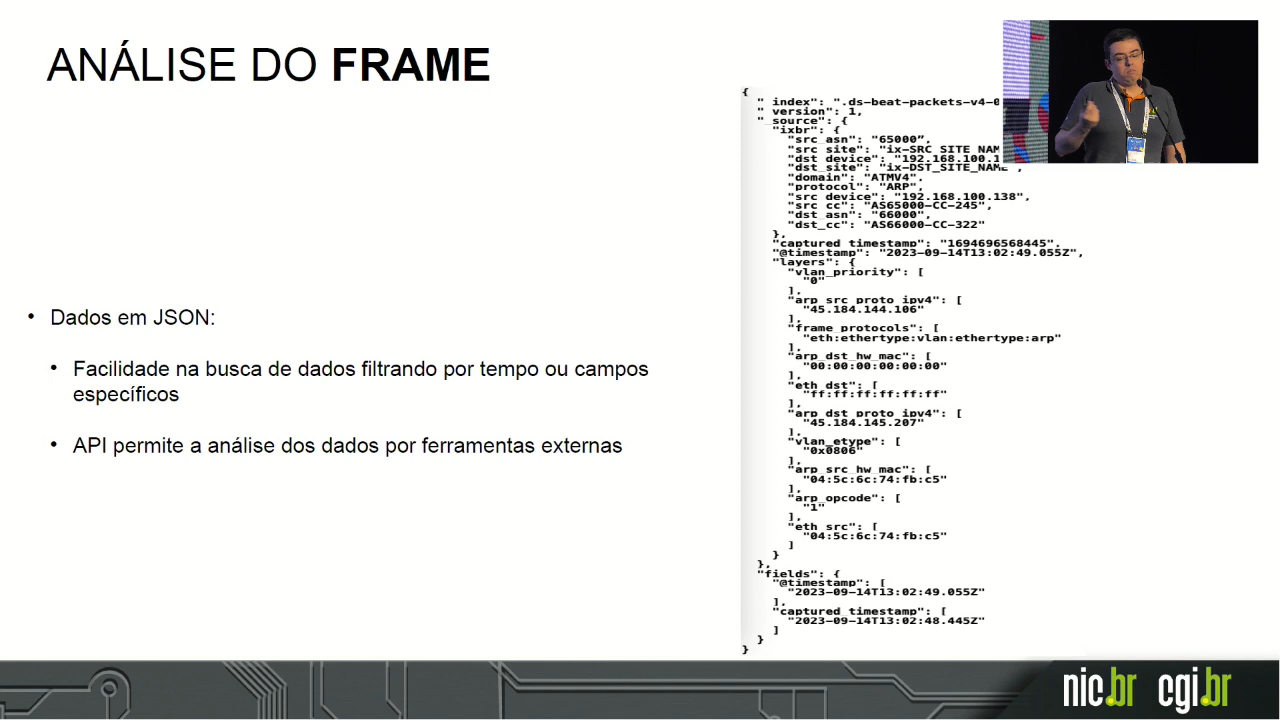 ANÁLISE DO FRAME
• Dados em JSON:
• Facilidade na busca de dados filtrando por tempo ou campos
específicos
• API permite a análise dos dados por ferramentas externas
{
"_index": ".ds-beat-packets-v4-0
"_version": 1,
"_source": {
"ixbr": {
"src_asn": "65000",
"src_site": "ix-SRC_SITE_NAM
"dst_device": "192.168.100.1
"dst_site": "ix-DST_SITE_NAME",
"domain": "ATMV4",
"protocol": "ARP",
"src_device": "192.168.100.138",
"src_cc": "AS65000-CC-245",
"dst_asn": "66000",
"dst_cc": "AS66000-CC-322"
},
"captured_timestamp": "1694696568445",
"@timestamp": "2023-09-14T13:02:49.055Z",
"layers": {
"vlan_priority": [
"0"
],
"arp_src_proto_ipv4": [
"45.184.144.106"
],
"frame_protocols": [
"eth:ethertype:vlan:ethertype:arp"
],
"arp_dst_hw_mac": [
"00:00:00:00:00:00"
],
"eth_dst": [
"ff:ff:ff:ff:ff:ff"
],
"arp_dst_proto_ipv4": [
"45.184.145.207"
],
"vlan_etype": [
"0x0806"
],
"arp_src_hw_mac": [
"04:5c:6c:74:fb:c5"
],
"arp_opcode": [
"1"
],
"eth_src": [
"04:5c:6c:74:fb:c5"
]
}
},
"fields": {
"@timestamp": [
"2023-09-14T13:02:49.055Z"
],
"captured_timestamp": [
"2023-09-14T13:02:48.445Z"
]
}
}
nic.br cgi.br